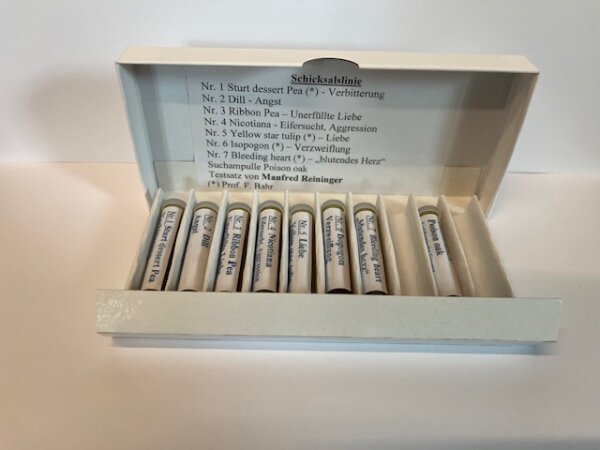 Schicksalslinie
Nr. 1 Sturt dessert Pea (*) - Verbitterung
Nr. 2 Dill - Angst
Nr. 3 Ribbon Pea – Unerfüllte Liebe
Nr. 4 Nicotiana - Eifersucht, Aggression
Nr. 5 Yellow star tulip (*) – Liebe
Nr. 6 Isopogon (*) – Verzweiflung
Nr. 7 Bleeding heart (*) – „blutendes Herz“
Suchampulle Poison oak
Testsatz von Manfred Reininger
(*) Prof. F. Bahr
Nr. 1 Sturt dessert Pea
Nr. 2 Dill
Angst
Nr. 3 Ribbon Pea
Nr. 4 Nicotiana
Nr. 5 Liebe
Nr. 6 Isopogon
Verzweiflung
Nr. 7 Bleeding heart
„blutendes Herz“
Poison oak